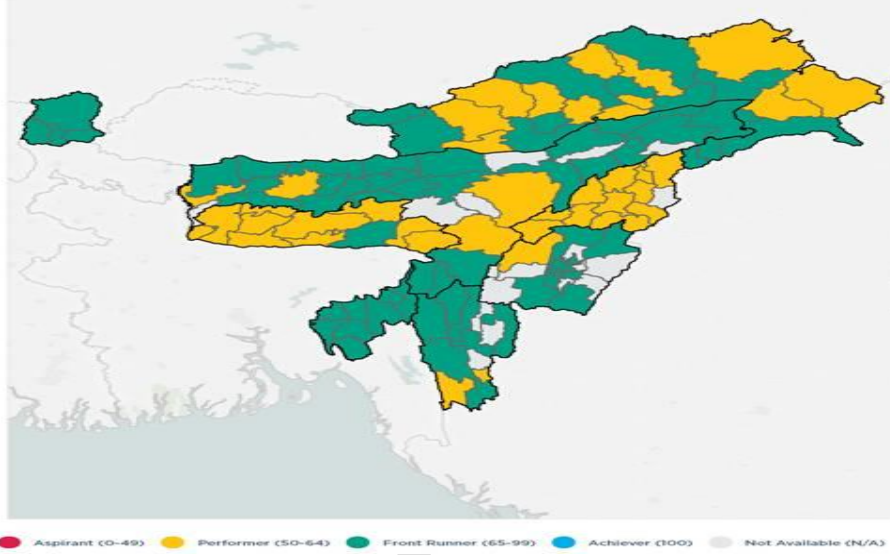 Aspirant (0-49) Performer (50-64) Front Runner (65-99) Achiever (100) Not Available (N/A)